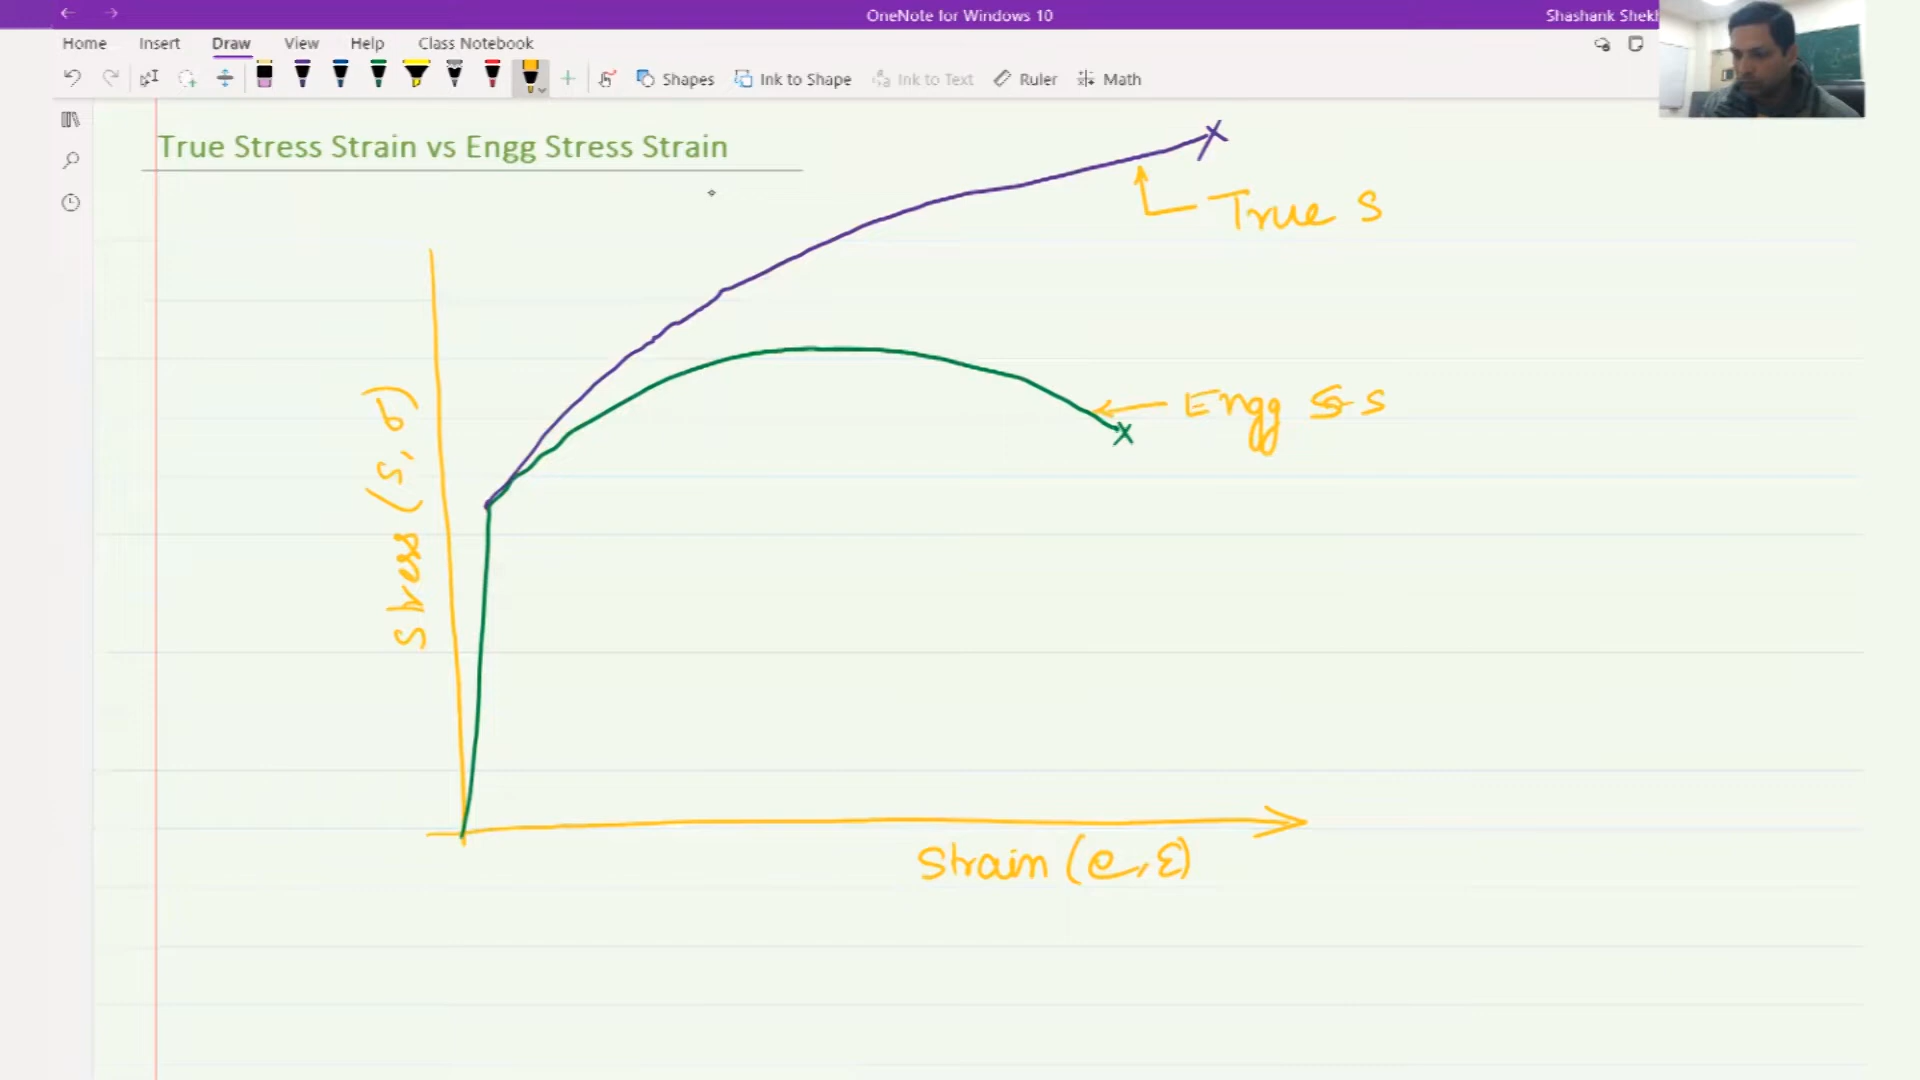 OneNote for Windows 10
Shashank Shekh
Home Insert Draw View Help Class Notebook
Shapes Ink to Shape Ink to Text Ruler Math
True Stress Strain vs Engg Stress Strain
True S
Engg S-S
Stress (s, σ)
Strain (e, ε)